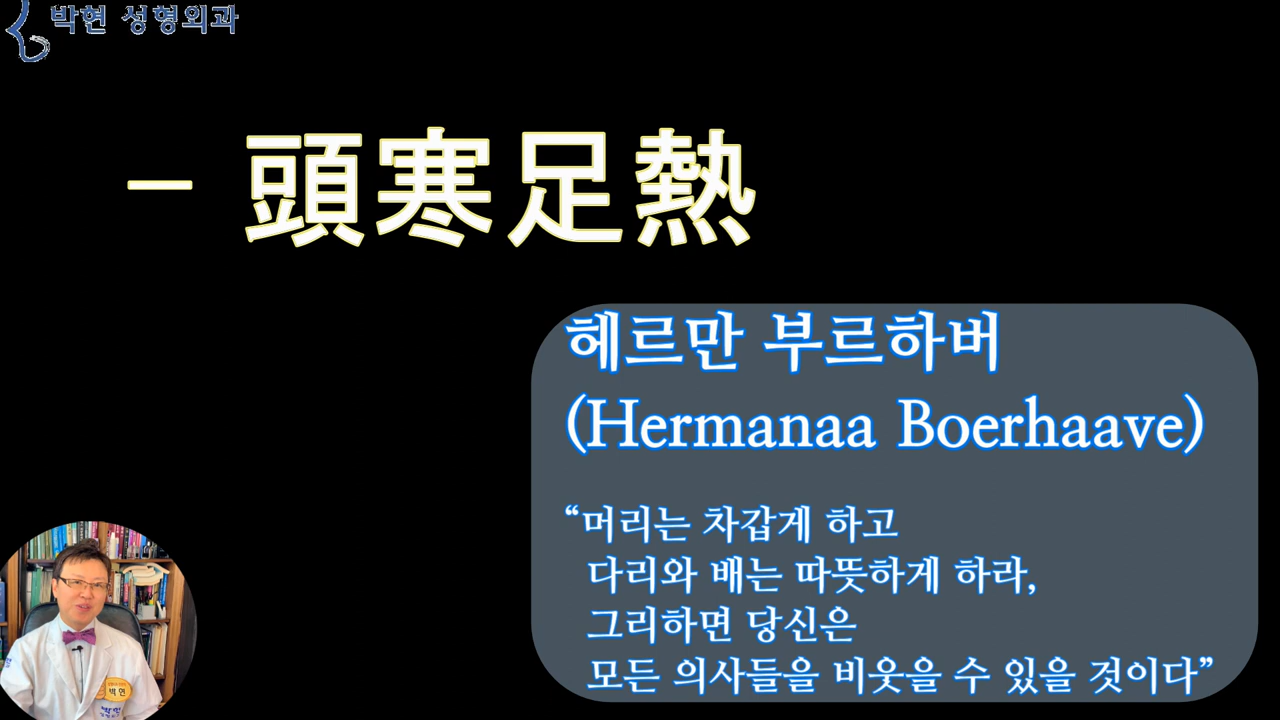 박현 성형외과
– 頭寒足熱
헤르만 부르하버
(Hermanaa Boerhaave)
“머리는 차갑게 하고
다리와 배는 따뜻하게 하라,
그리하면 당신은
모든 의사들을 비웃을 수 있을 것이다”
박현